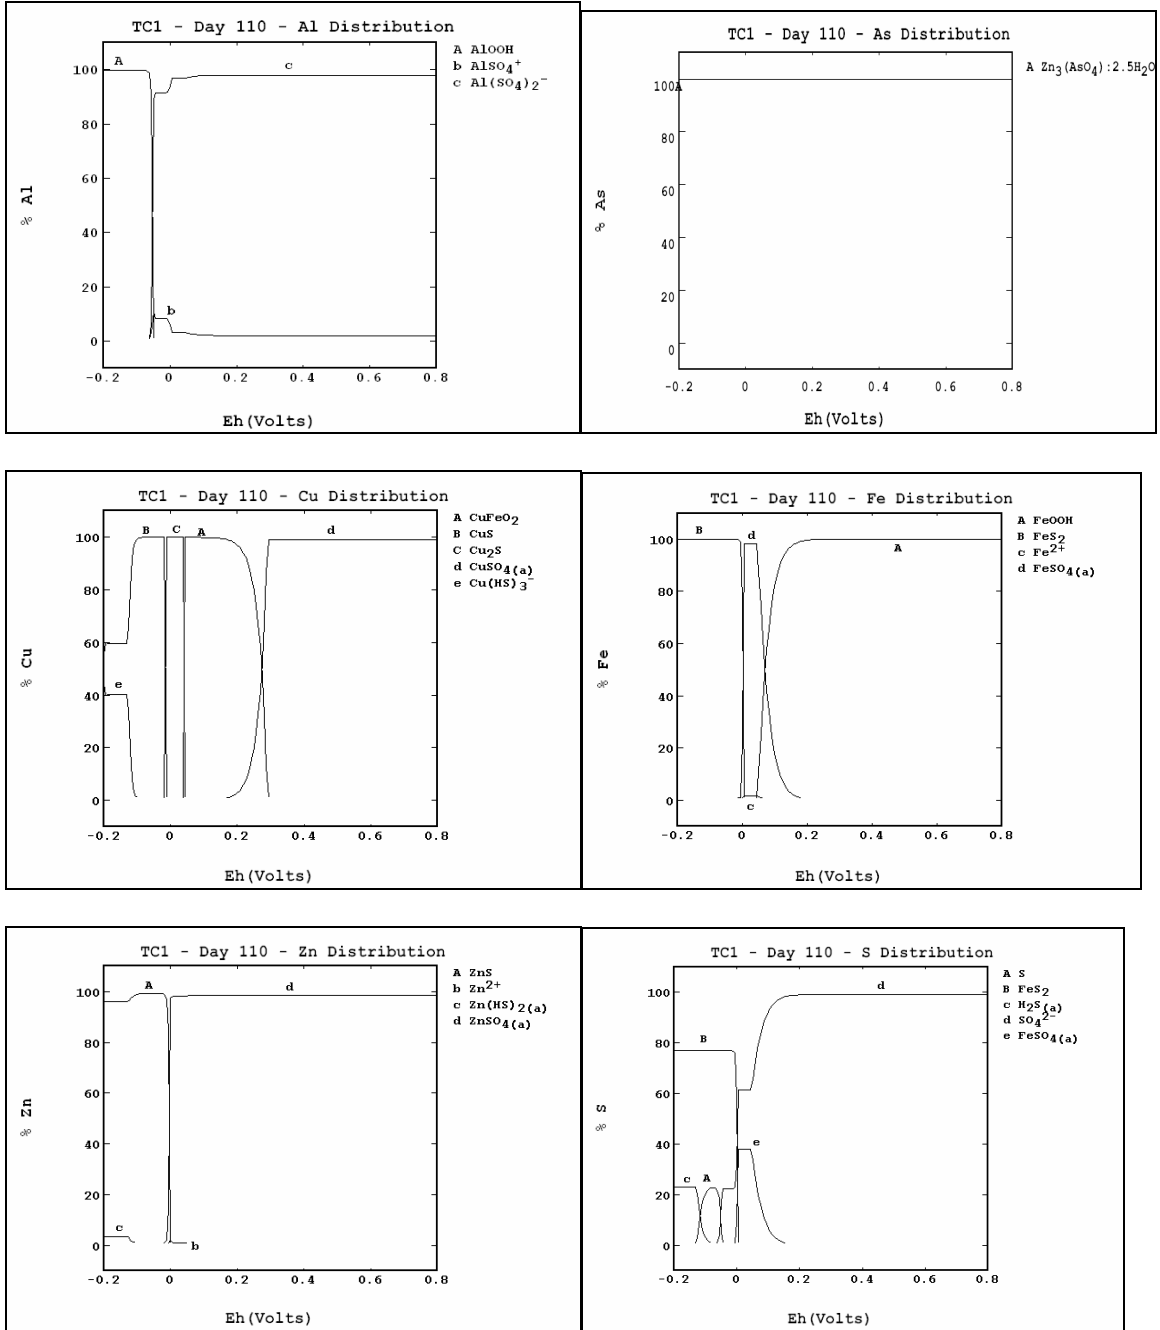 TC1 - Day 110 - Al Distribution
A AlOOH
b AlSO4+
c Al(SO4)2−
A
c
b
100
80
60
40
20
0
% Al
-0.2 0 0.2 0.4 0.6 0.8
Eh(Volts)
TC1 - Day 110 - As Distribution
A Zn3(AsO4):2.5H2O
100A
80
60
40
20
0
% As
-0.2 0 0.2 0.4 0.6 0.8
Eh(Volts)
TC1 - Day 110 - Cu Distribution
A CuFeO2
B CuS
C Cu2S
d CuSO4(a)
e Cu(HS)3−
B C A d
e
100
80
60
40
20
0
% Cu
-0.2 0 0.2 0.4 0.6 0.8
Eh(Volts)
TC1 - Day 110 - Fe Distribution
A FeOOH
B FeS2
c Fe2+
d FeSO4(a)
B d
A
c
100
80
60
40
20
0
% Fe
-0.2 0 0.2 0.4 0.6 0.8
Eh(Volts)
TC1 - Day 110 - Zn Distribution
A ZnS
b Zn2+
c Zn(HS)2(a)
d ZnSO4(a)
A d
c
b
100
80
60
40
20
0
% Zn
-0.2 0 0.2 0.4 0.6 0.8
Eh(Volts)
TC1 - Day 110 - S Distribution
A S
B FeS2
c H2S(a)
d SO42−
e FeSO4(a)
d
B
e
c A
100
80
60
40
20
0
% S
-0.2 0 0.2 0.4 0.6 0.8
Eh(Volts)